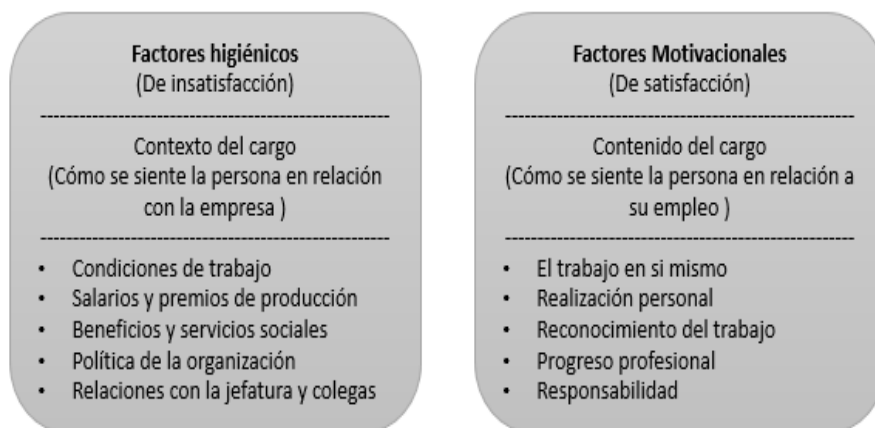 Factores higiénicos
(De insatisfacción)
--------------------------------------------------------
Contexto del cargo
(Cómo se siente la persona en relación
con la empresa )
--------------------------------------------------------
• Condiciones de trabajo
• Salarios y premios de producción
• Beneficios y servicios sociales
• Política de la organización
• Relaciones con la jefatura y colegas
Factores Motivacionales
(De satisfacción)
--------------------------------------------------------
Contenido del cargo
(Cómo se siente la persona en relación a
su empleo )
--------------------------------------------------------
• El trabajo en si mismo
• Realización personal
• Reconocimiento del trabajo
• Progreso profesional
• Responsabilidad